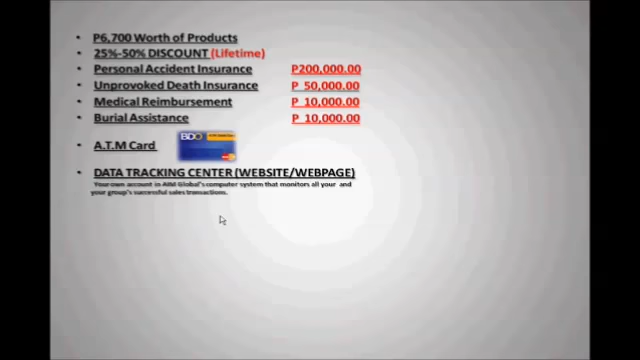 • P6,700 Worth of Products
• 25%-50% DISCOUNT (Lifetime)
• Personal Accident Insurance P200,000.00
• Unprovoked Death Insurance P 50,000.00
• Medical Reimbursement P 10,000.00
• Burial Assistance P 10,000.00
• A.T.M Card BDO
• DATA TRACKING CENTER (WEBSITE/WEBPAGE)
Your own account in AIM Global's computer system that monitors all your and
your group's successful sales transactions.